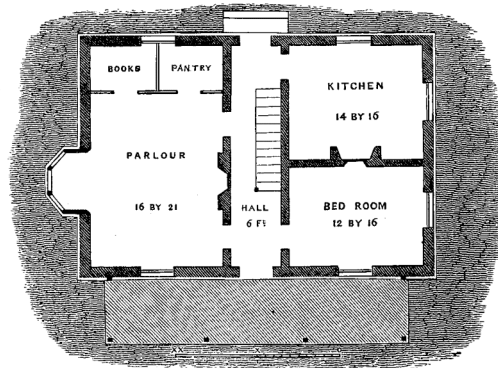 BOOKS
PANTRY
KITCHEN
14 BY 16
PARLOUR
16 BY 21
HALL
6 Ft
BED ROOM
12 BY 16